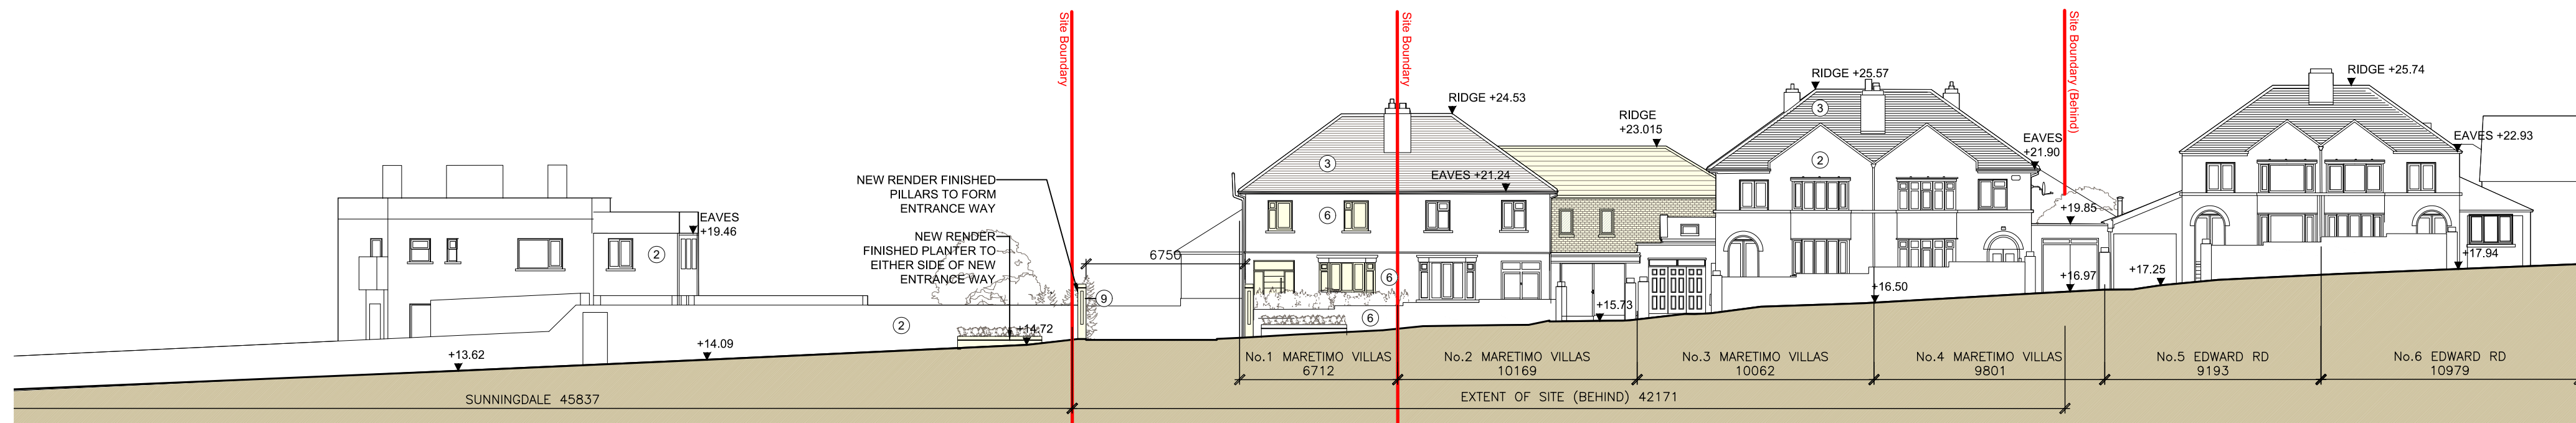 Site Boundary
Site Boundary
Site Boundary (Behind)
RIDGE +25.57
RIDGE +25.74
RIDGE +24.53
RIDGE
+23.015
3
3
2
EAVES
+21.90
EAVES +22.93
NEW RENDER FINISHED
PILLARS TO FORM
ENTRANCE WAY
EAVES +21.24
EAVES
+19.46
6
+19.85
NEW RENDER
FINISHED PLANTER TO
EITHER SIDE OF NEW
ENTRANCE WAY
2
6750
6
9
+17.94
+17.25
+16.97
+16.50
+15.73
6
2
+14.72
+14.09
+13.62
No.1 MARETIMO VILLAS
6712
No.2 MARETIMO VILLAS
10169
No.3 MARETIMO VILLAS
10062
No.4 MARETIMO VILLAS
9801
No.5 EDWARD RD
9193
No.6 EDWARD RD
10979
SUNNINGDALE 45837
EXTENT OF SITE (BEHIND) 42171